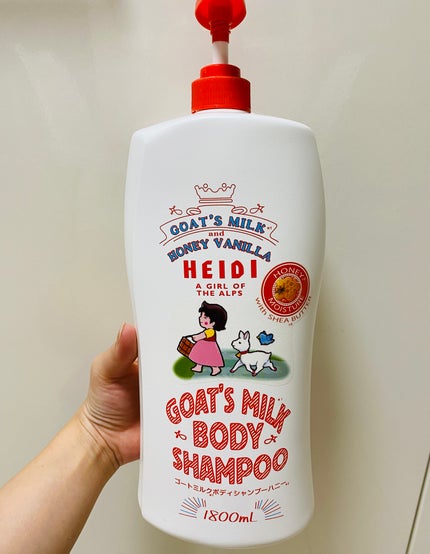 GOAT'S MILK
and
HONEY VANILLA
HEIDI
A GIRL OF
THE ALPS
HONEY
MOISTURE
WITH SHEA BUTTER
GOAT'S MILK
BODY
SHAMPOO
ゴートミルクボディシャンプーハニー
1800mL